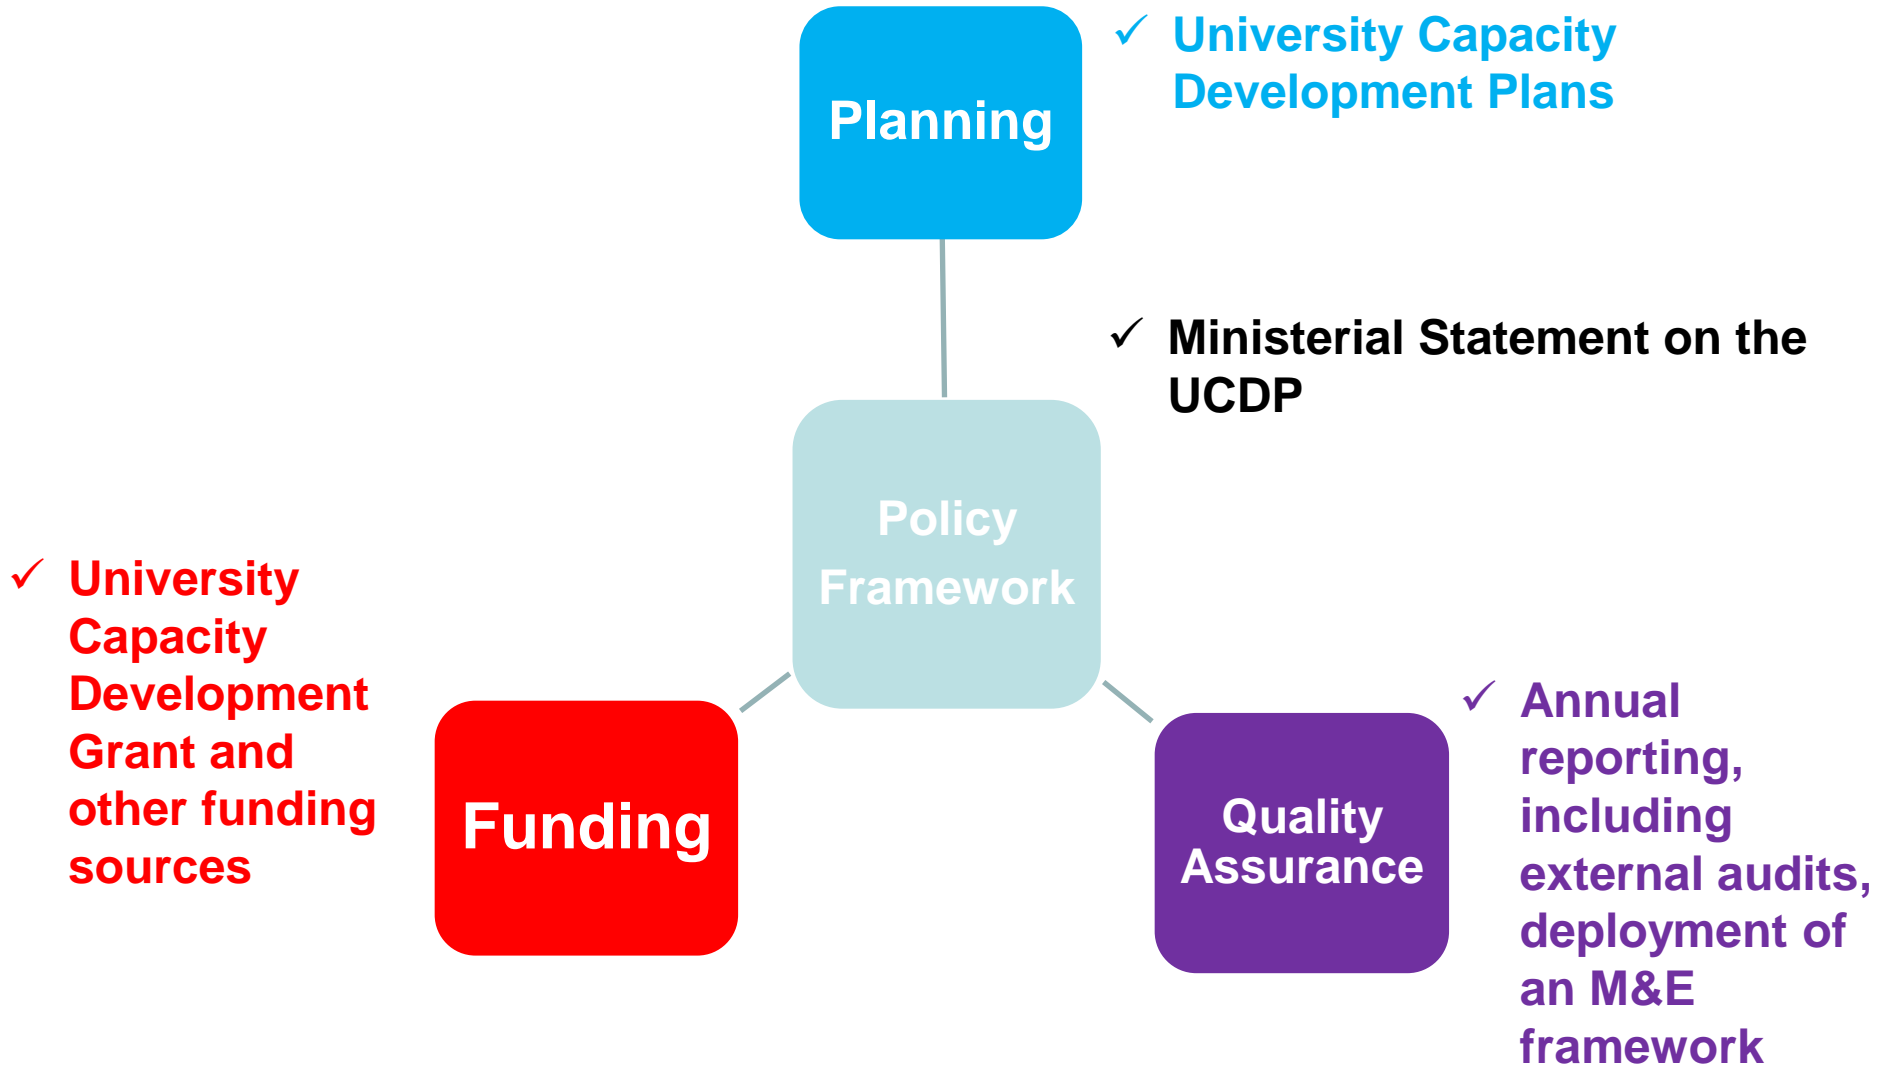 Planning
✓ University Capacity
Development Plans
✓ Ministerial Statement on the
UCDP
Policy
Framework
✓ University
Capacity
Development
Grant and
other funding
sources
Funding
Quality
Assurance
✓ Annual
reporting,
including
external audits,
deployment of
an M&E
framework